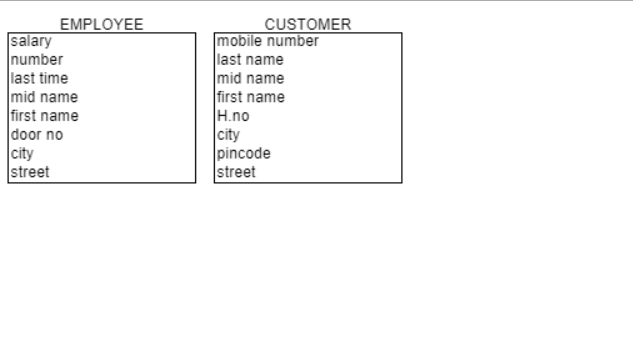 EMPLOYEE
salary
number
last time
mid name
first name
door no
city
street
CUSTOMER
mobile number
last name
mid name
first name
H.no
city
pincode
street